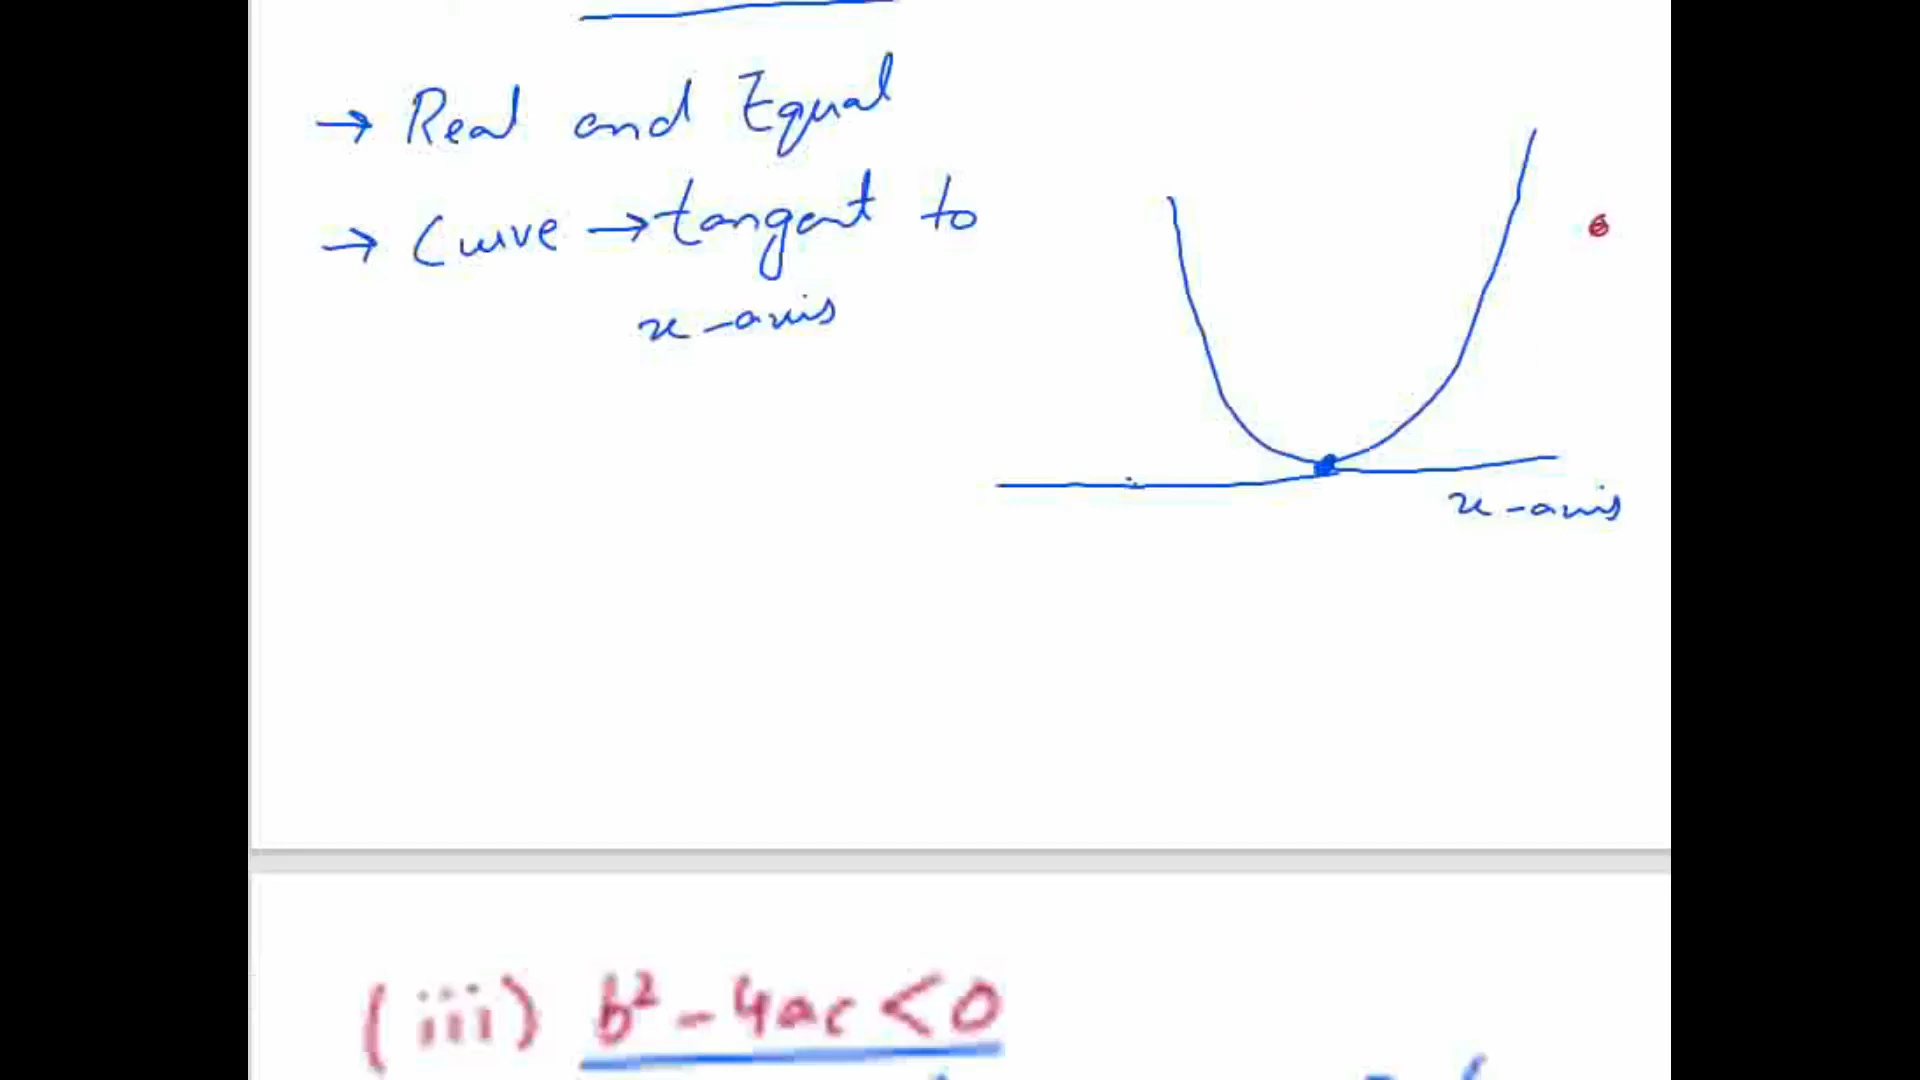 → Real and Equal
→ Curve → tangent to
x-axis
x-axis
(iii) b² - 4ac < 0